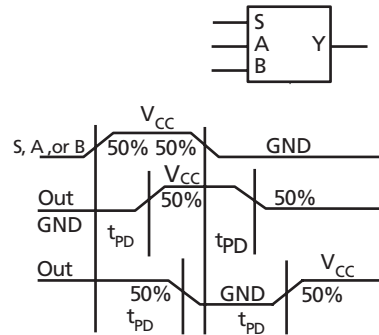 S
A Y
B
V_CC
S, A ,or B 50% 50% GND
V_CC
Out 50% 50%
GND
t_PD t_PD
Out V_CC
50% GND 50%
t_PD t_PD